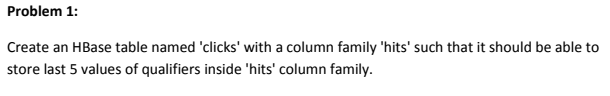 Problem 1:
Create an HBase table named 'clicks' with a column family 'hits' such that it should be able to
store last 5 values of qualifiers inside 'hits' column family.